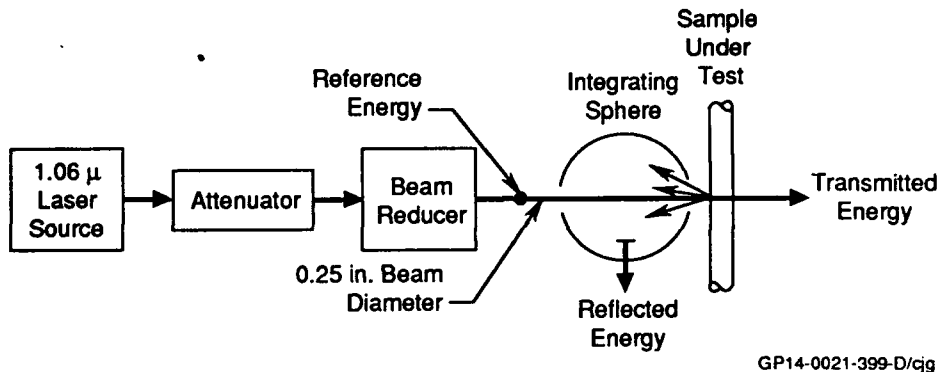 Sample
Under
Test
Reference
Energy
Integrating
Sphere
1.06 μ
Laser
Source
Attenuator
Beam
Reducer
Transmitted
Energy
0.25 in. Beam
Diameter
Reflected
Energy
GP14-0021-399-D/cjg